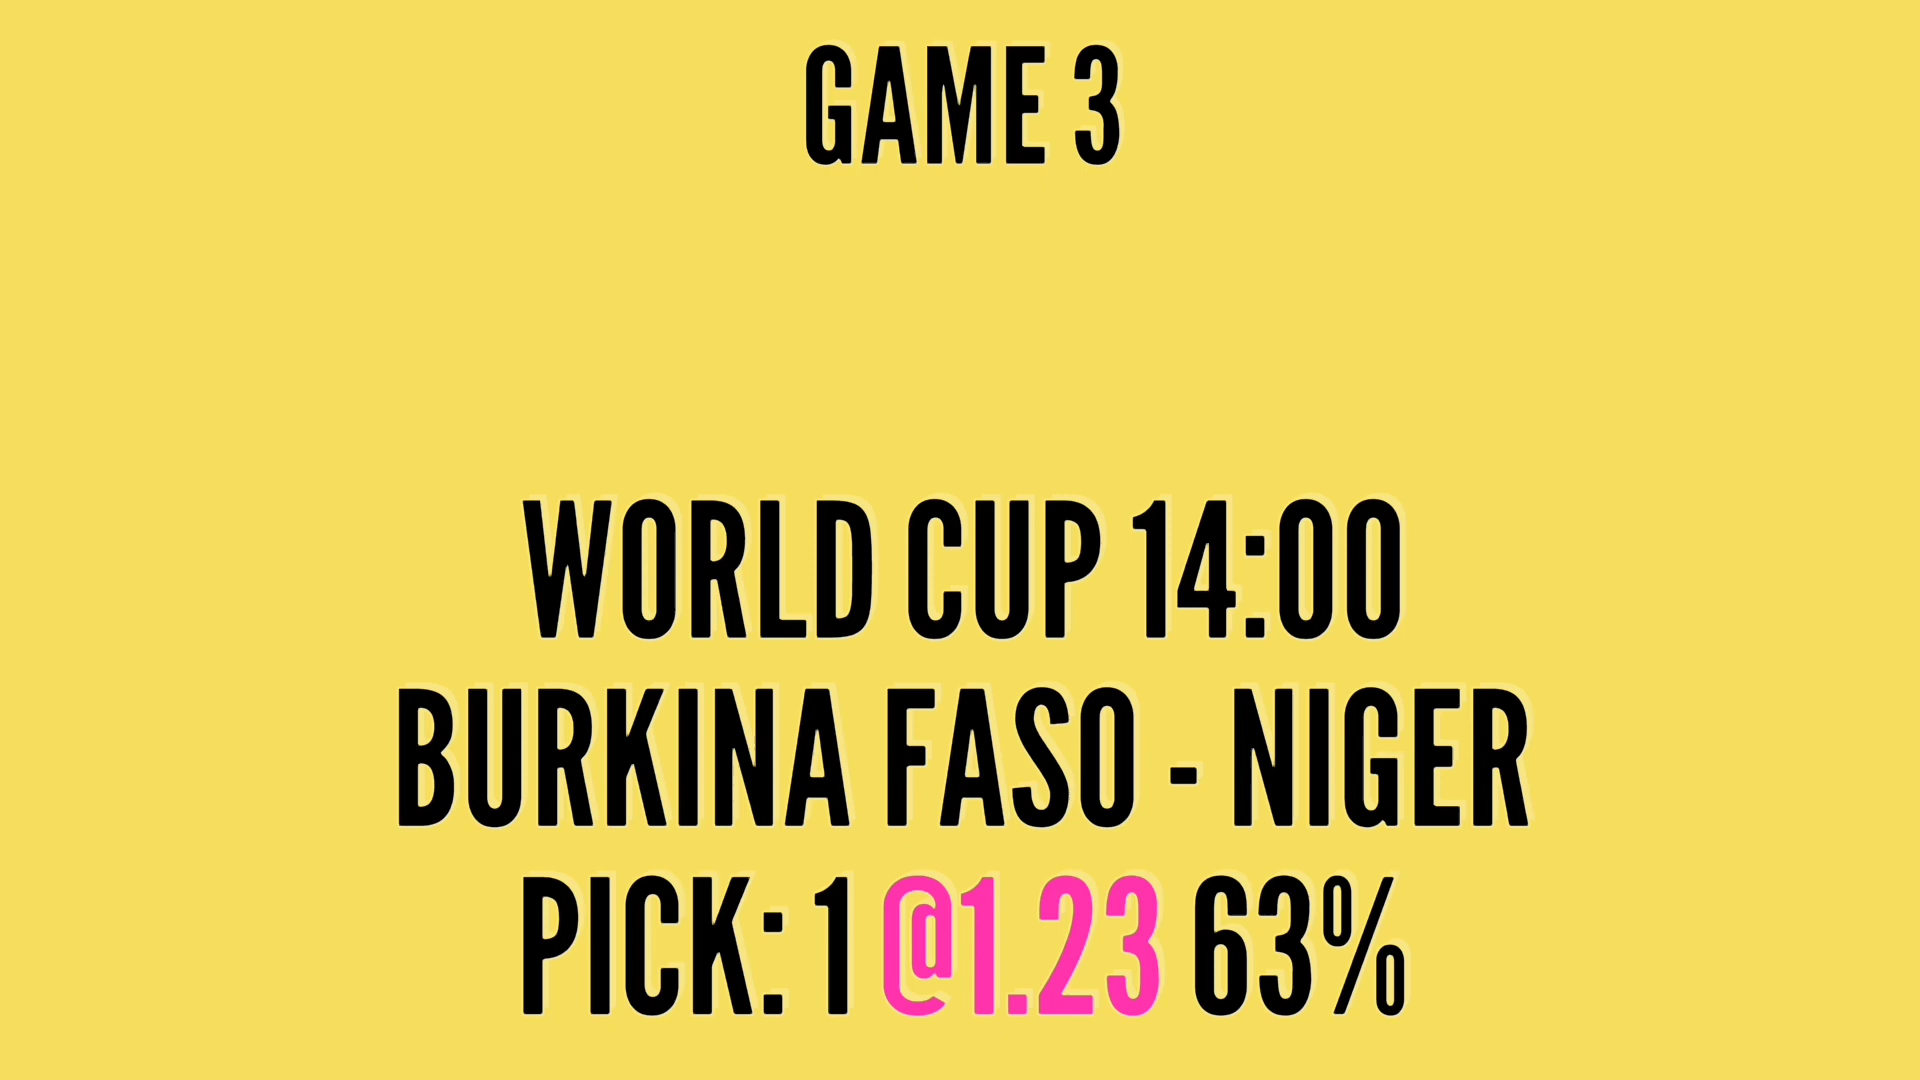 GAME 3
WORLD CUP 14:00
BURKINA FASO - NIGER
PICK: 1 @1.23 63%